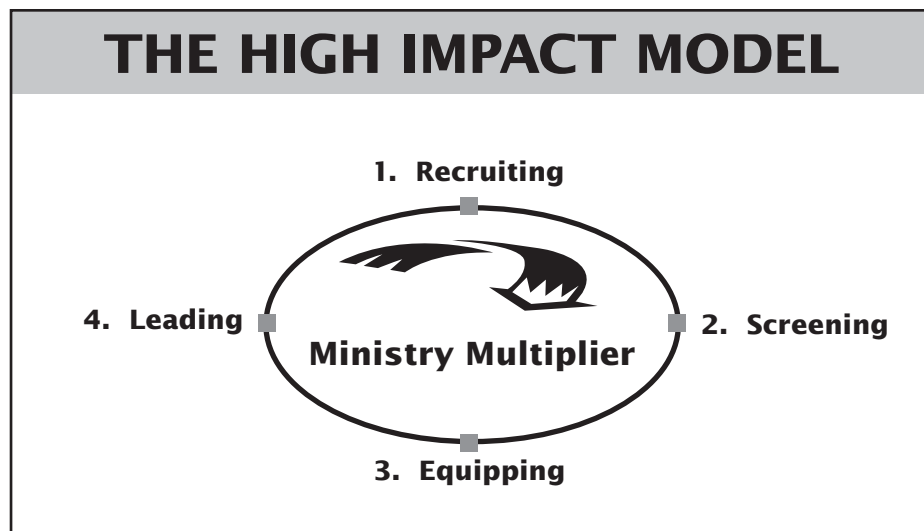 THE HIGH IMPACT MODEL
1. Recruiting
4. Leading
2. Screening
Ministry Multiplier
3. Equipping